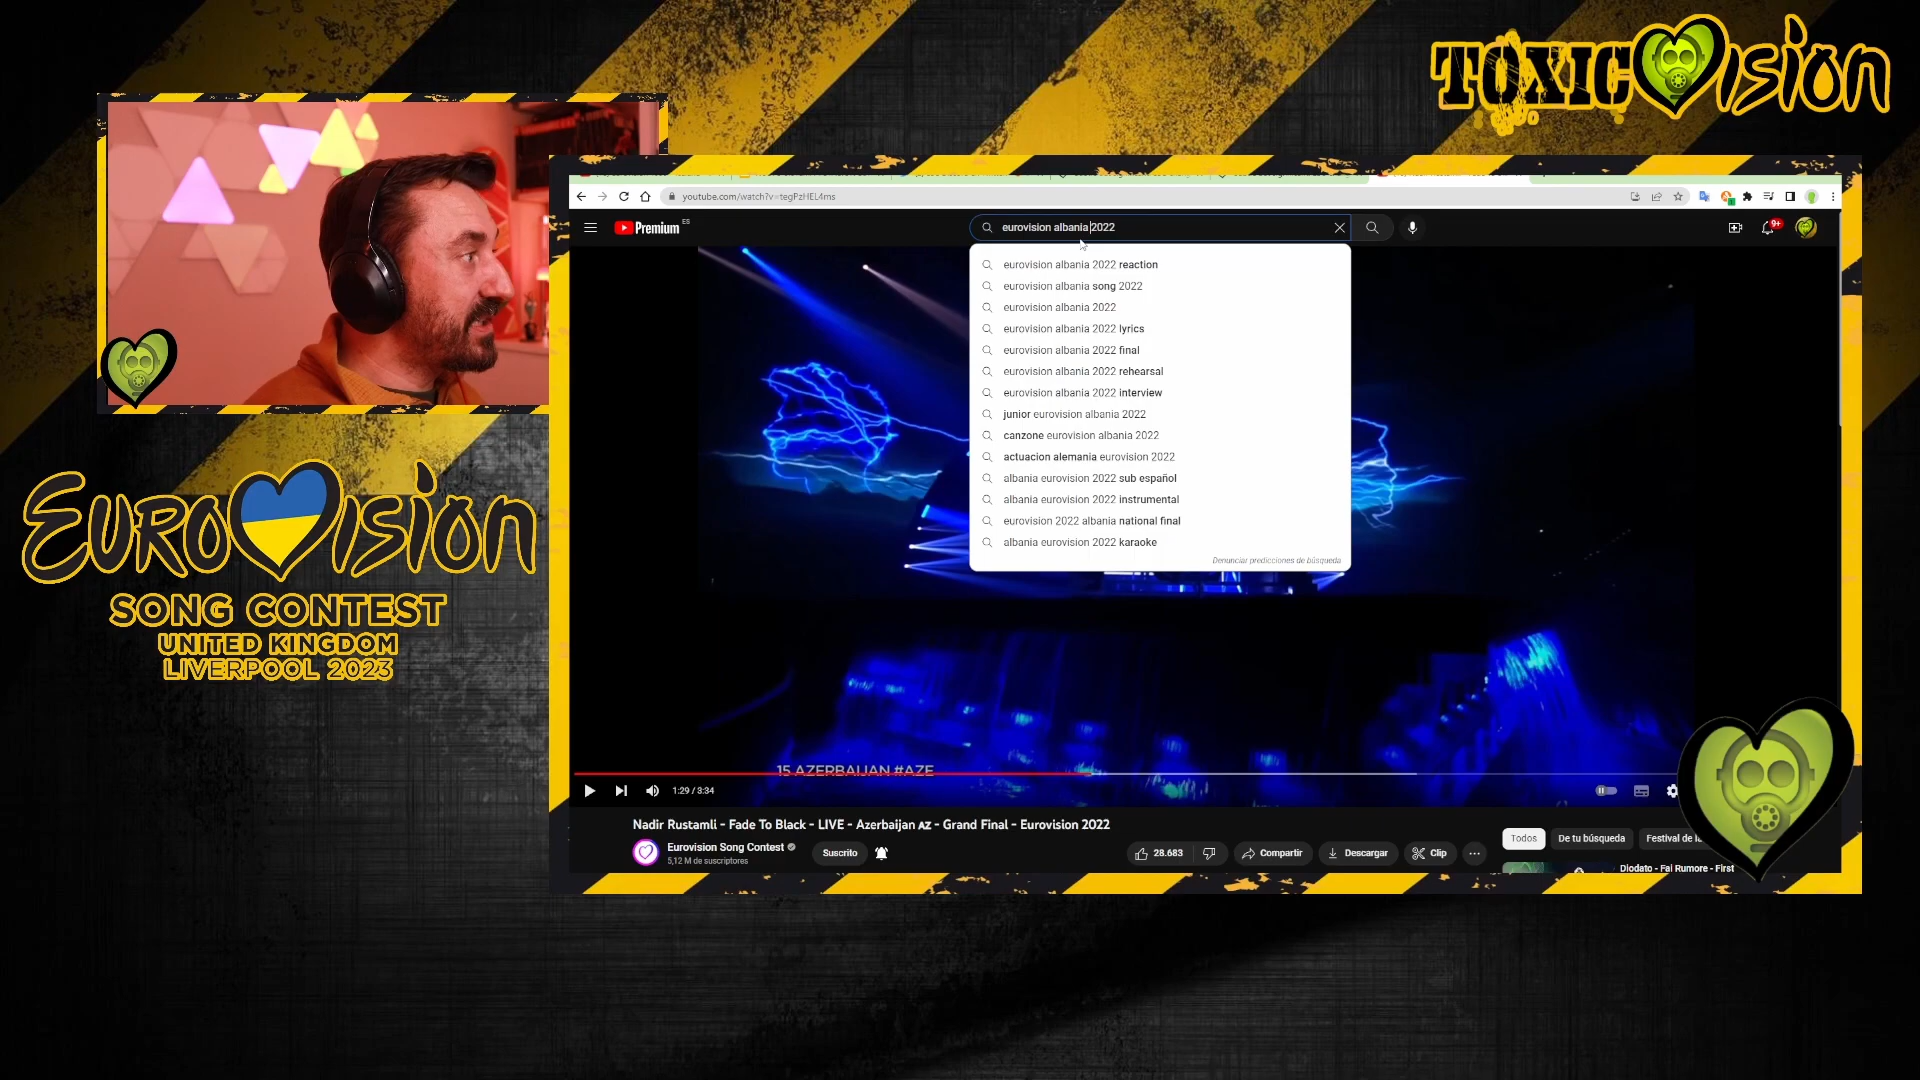 TOXICVISION
youtube.com/watch?v=tegPzHEL4ms
Premium ES
eurovision albania 2022
9+
eurovision albania 2022 reaction
eurovision albania song 2022
eurovision albania 2022
eurovision albania 2022 lyrics
eurovision albania 2022 final
eurovision albania 2022 rehearsal
eurovision albania 2022 interview
junior eurovision albania 2022
canzone eurovision albania 2022
actuacion alemania eurovision 2022
albania eurovision 2022 sub español
albania eurovision 2022 instrumental
eurovision 2022 albania national final
albania eurovision 2022 karaoke
Denunciar predicciones de búsqueda
EUROVISION
SONG CONTEST
UNITED KINGDOM
LIVERPOOL 2023
15 AZERBAIJAN #AZE
1:29 / 3:34
Nadir Rustamli - Fade To Black - LIVE - Azerbaijan AZ - Grand Final - Eurovision 2022
Eurovision Song Contest
5,12 M de suscriptores
Suscrito
28.683
Compartir
Descargar
Clip
Todos
De tu búsqueda
Festival de
Diodato - Fai Rumore - First